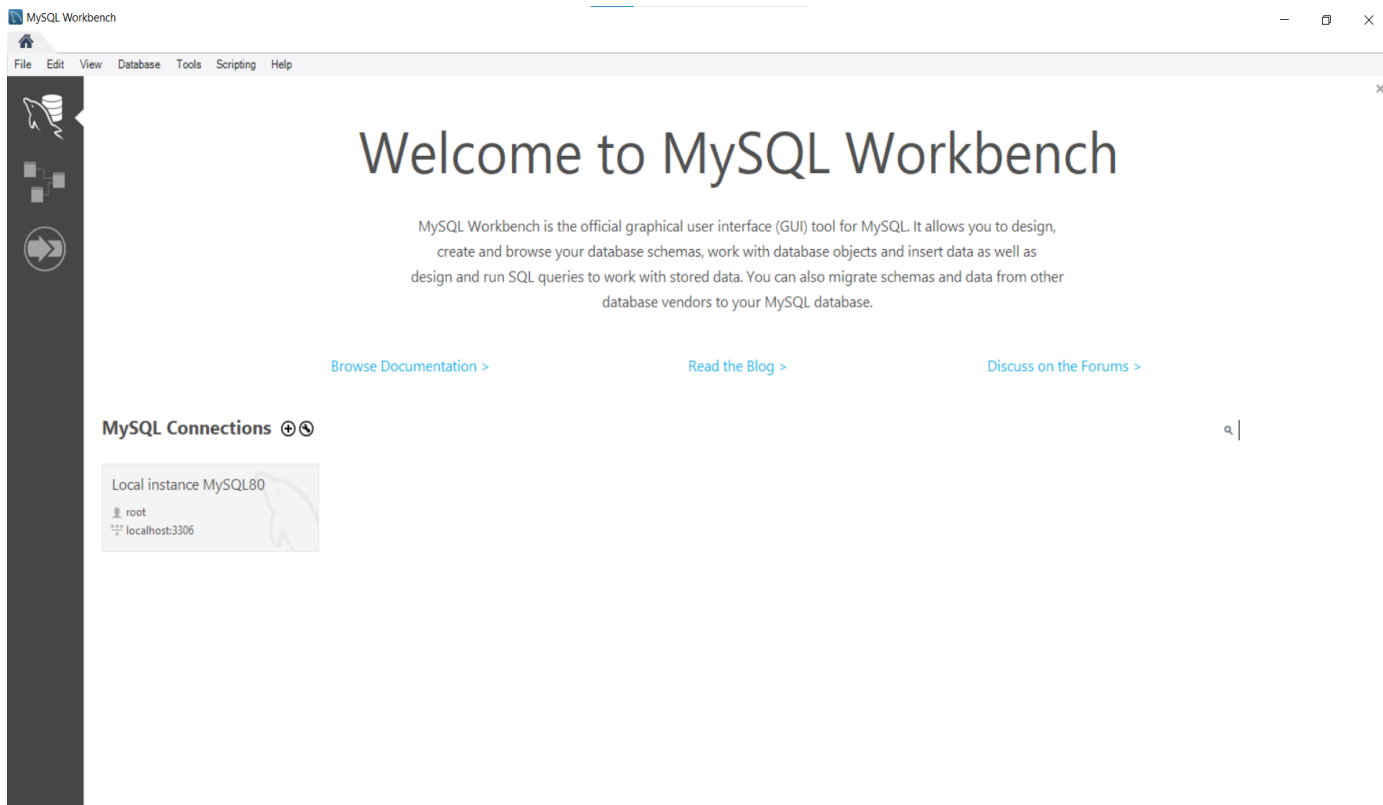 MySQL Workbench
File Edit View Database Tools Scripting Help
Welcome to MySQL Workbench
MySQL Workbench is the official graphical user interface (GUI) tool for MySQL. It allows you to design,
create and browse your database schemas, work with database objects and insert data as well as
design and run SQL queries to work with stored data. You can also migrate schemas and data from other
database vendors to your MySQL database.
Browse Documentation > Read the Blog > Discuss on the Forums >
MySQL Connections
Local instance MySQL80
root
localhost:3306